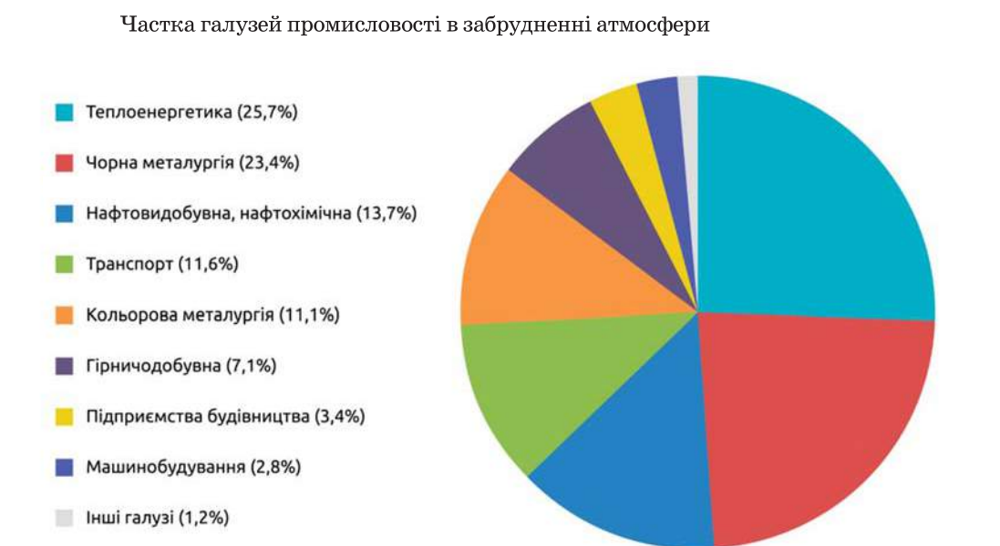 Частка галузей промисловості в забрудненні атмосфери
Теплоенергетика (25,7%)
Чорна металургія (23,4%)
Нафтовидобувна, нафтохімічна (13,7%)
Транспорт (11,6%)
Кольорова металургія (11,1%)
Гірничодобувна (7,1%)
Підприємства будівництва (3,4%)
Машинобудування (2,8%)
Інші галузі (1,2%)